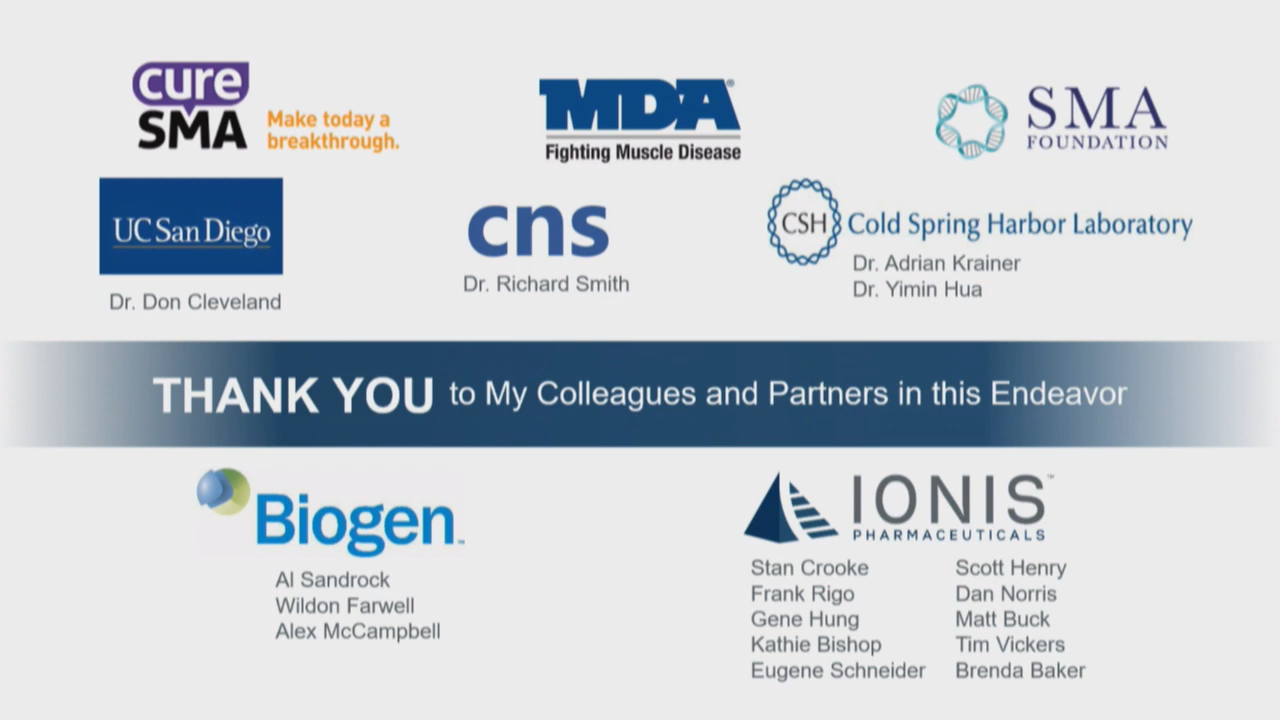 cure
SMA
Make today a
breakthrough.
MDA®
Fighting Muscle Disease
SMA
FOUNDATION
UC San Diego
Dr. Don Cleveland
cns
Dr. Richard Smith
CSH Cold Spring Harbor Laboratory
Dr. Adrian Krainer
Dr. Yimin Hua
THANK YOU to My Colleagues and Partners in this Endeavor
Biogen™
Al Sandrock
Wildon Farwell
Alex McCampbell
IONIS™
PHARMACEUTICALS
Stan Crooke
Frank Rigo
Gene Hung
Kathie Bishop
Eugene Schneider
Scott Henry
Dan Norris
Matt Buck
Tim Vickers
Brenda Baker